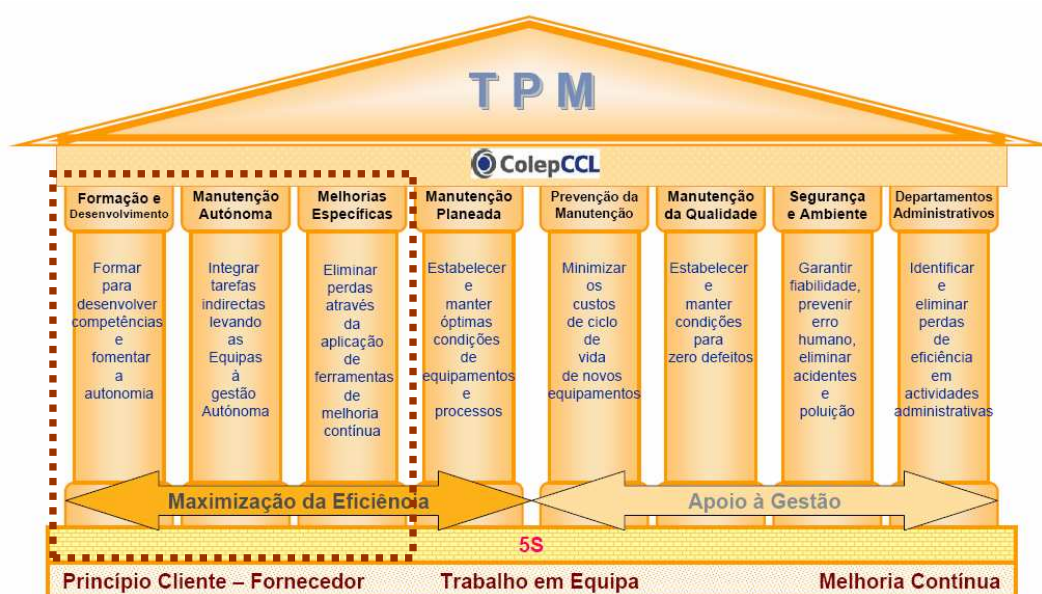 TPM
ColepCCL
Formação e
Desenvolvimento
Formar
para
desenvolver
competências
e
fomentar
a
autonomia
Manutenção
Autónoma
Integrar
tarefas
indirectas
levando
as
Equipas
à
gestão
Autónoma
Melhorias
Específicas
Eliminar
perdas
através
da
aplicação
de
ferramentas
de
melhoria
contínua
Manutenção
Planeada
Estabelecer
e
manter
óptimas
condições
de
equipamentos
e
processos
Prevenção da
Manutenção
Minimizar
os
custos
de ciclo
de
vida
de novos
equipamentos
Manutenção
da Qualidade
Estabelecer
e
manter
condições
para
zero defeitos
Segurança
e Ambiente
Garantir
fiabilidade,
prevenir
erro
humano,
eliminar
acidentes
e
poluição
Departamentos
Administrativos
Identificar
e
eliminar
perdas
de
eficiência
em
actividades
administrativas
Maximização da Eficiência
Apoio à Gestão
5S
Princípio Cliente – Fornecedor
Trabalho em Equipa
Melhoria Contínua